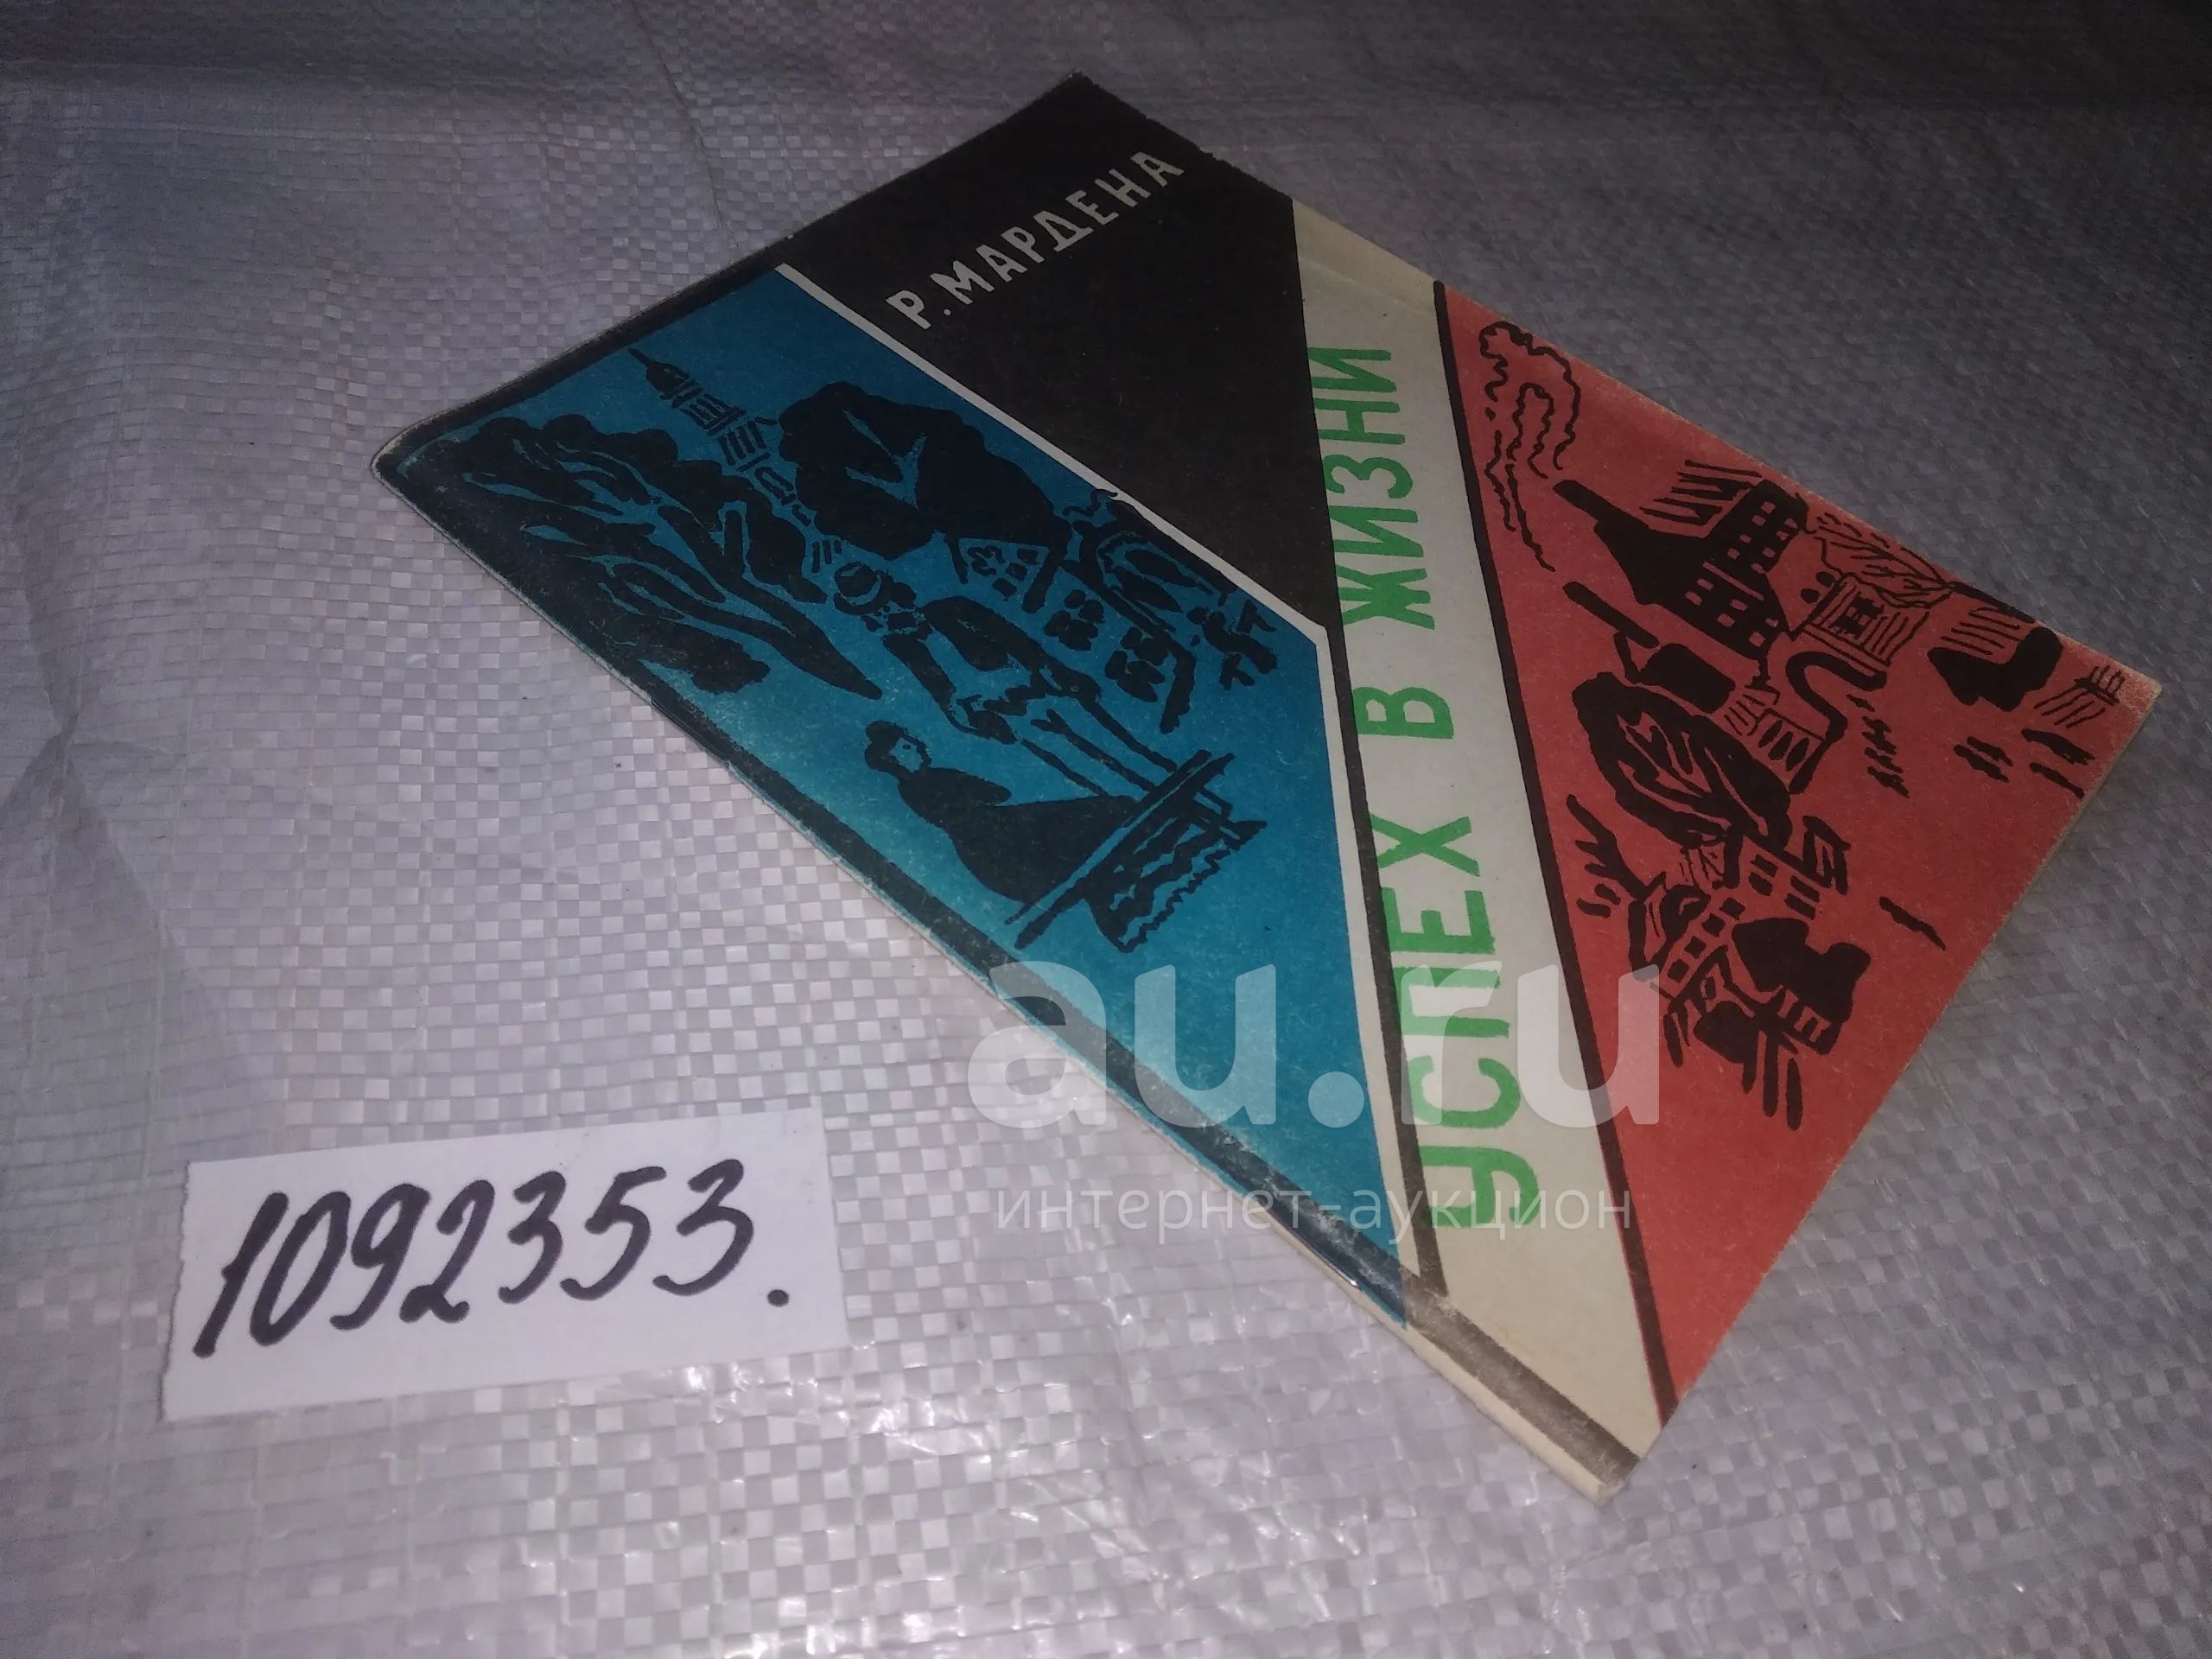 Р. МАРДЕНА
УСПЕХ В ЖИЗНИ
au.ru
интернет-аукцион
1092353.